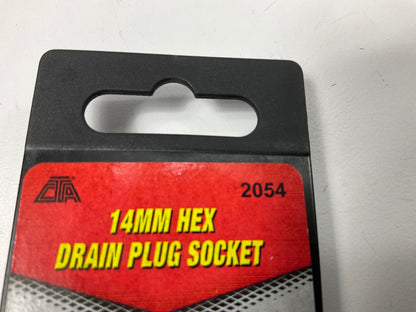 CTA 2054
14MM HEX
DRAIN PLUG SOCKET